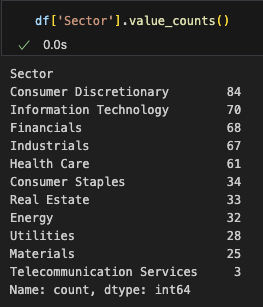 df['Sector'].value_counts()
✓ 0.0s
Sector
Consumer Discretionary 84
Information Technology 70
Financials 68
Industrials 67
Health Care 61
Consumer Staples 34
Real Estate 33
Energy 32
Utilities 28
Materials 25
Telecommunication Services 3
Name: count, dtype: int64